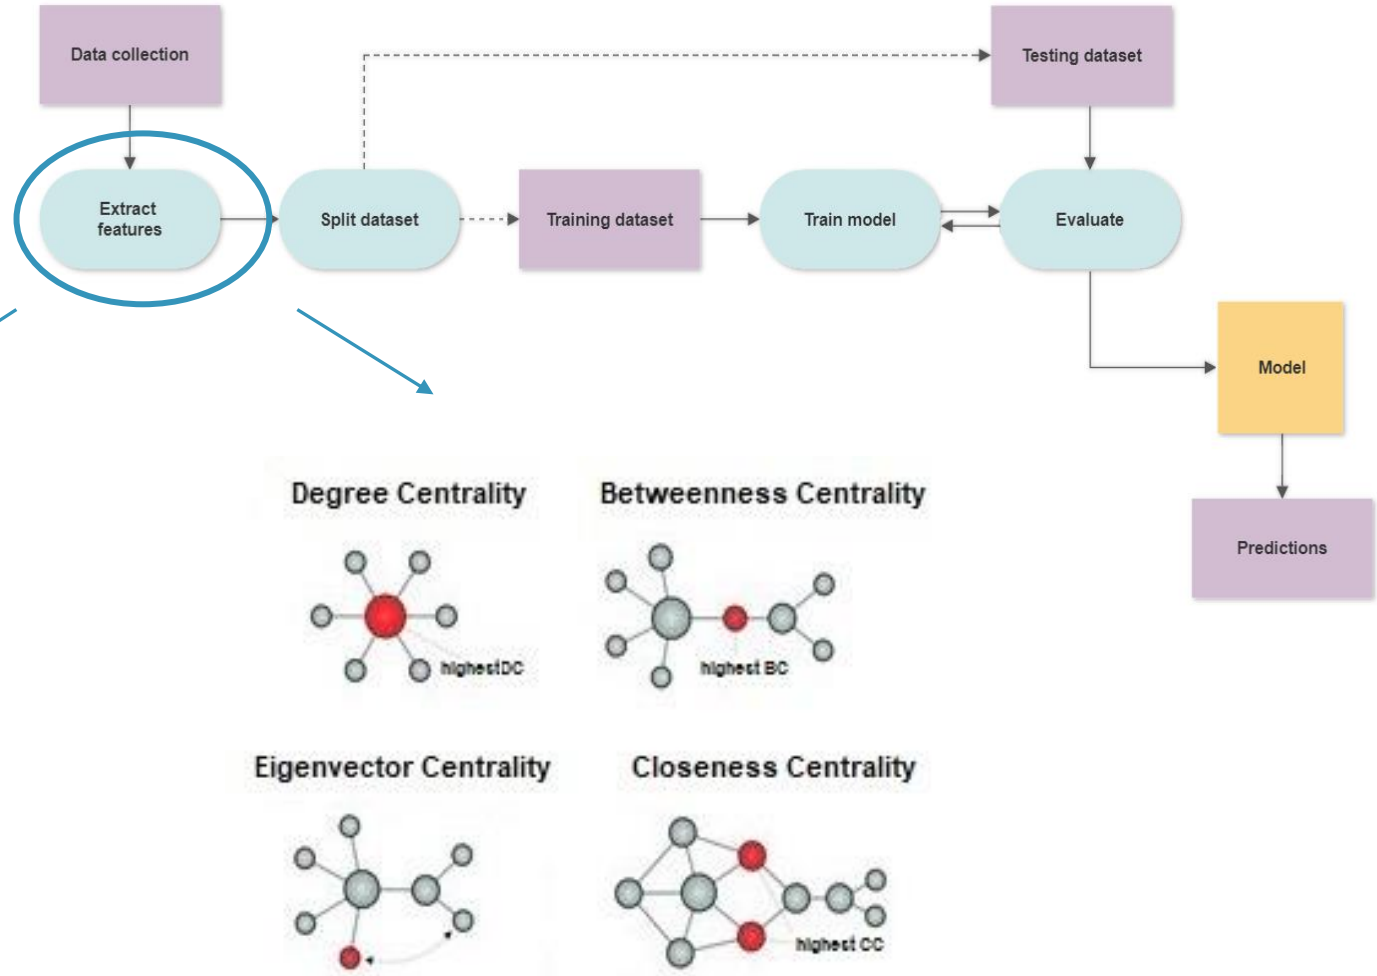 Data collection
Testing dataset
Extract
features
Split dataset
Training dataset
Train model
Evaluate
Model
Predictions
Degree Centrality
Betweenness Centrality
highestDC
highest BC
Eigenvector Centrality
Closeness Centrality
highest CC